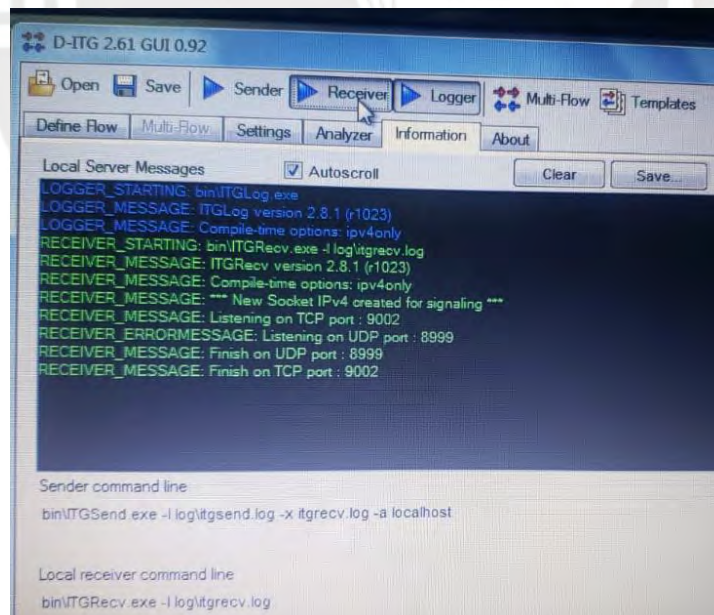 D-ITG 2.61 GUI 0.92
Open Save Sender Receiver Logger Multi-Flow Templates
Define Flow Multi-Flow Settings Analyzer Information About
Local Server Messages Autoscroll Clear Save...
LOGGER_STARTING: bin\ITGLog.exe
LOGGER_MESSAGE: ITGLog version 2.8.1 (r1023)
LOGGER_MESSAGE: Compile-time options: ipv4only
RECEIVER_STARTING: bin\ITGRecv.exe -l log\itgrecv.log
RECEIVER_MESSAGE: ITGRecv version 2.8.1 (r1023)
RECEIVER_MESSAGE: Compile-time options: ipv4only
RECEIVER_MESSAGE: *** New Socket IPv4 created for signaling ***
RECEIVER_MESSAGE: Listening on TCP port : 9002
RECEIVER_ERRORMESSAGE: Listening on UDP port : 8999
RECEIVER_MESSAGE: Finish on UDP port : 8999
RECEIVER_MESSAGE: Finish on TCP port : 9002
Sender command line
bin\ITGSend.exe -l log\itgsend.log -x itgrecv.log -a localhost
Local receiver command line
bin\ITGRecv.exe -l log\itgrecv.log